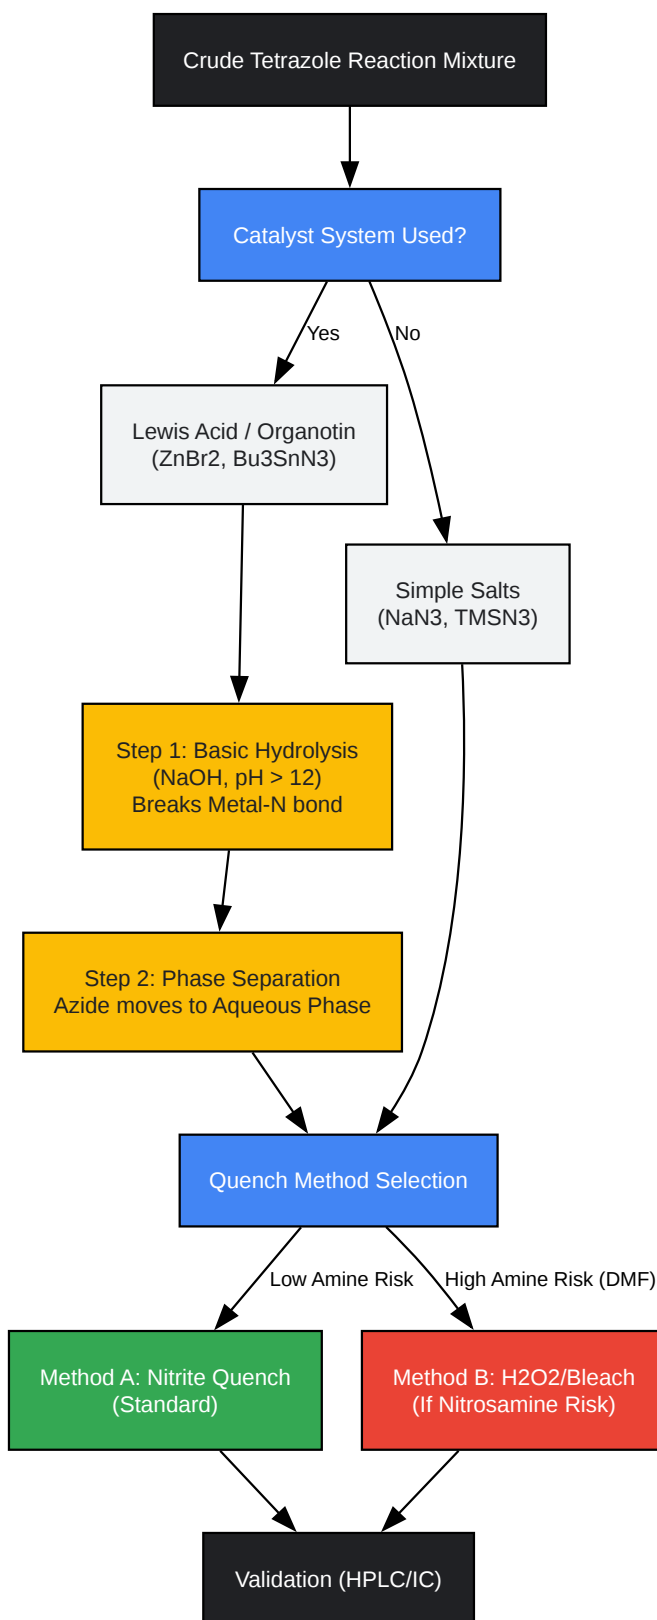 Crude Tetrazole Reaction Mixture
Catalyst System Used?
Yes
No
Lewis Acid / Organotin
(ZnBr2, Bu3SnN3)
Simple Salts
(NaN3, TMSN3)
Step 1: Basic Hydrolysis
(NaOH, pH > 12)
Breaks Metal-N bond
Step 2: Phase Separation
Azide moves to Aqueous Phase
Quench Method Selection
Low Amine Risk
High Amine Risk (DMF)
Method A: Nitrite Quench
(Standard)
Method B: H2O2/Bleach
(If Nitrosamine Risk)
Validation (HPLC/IC)